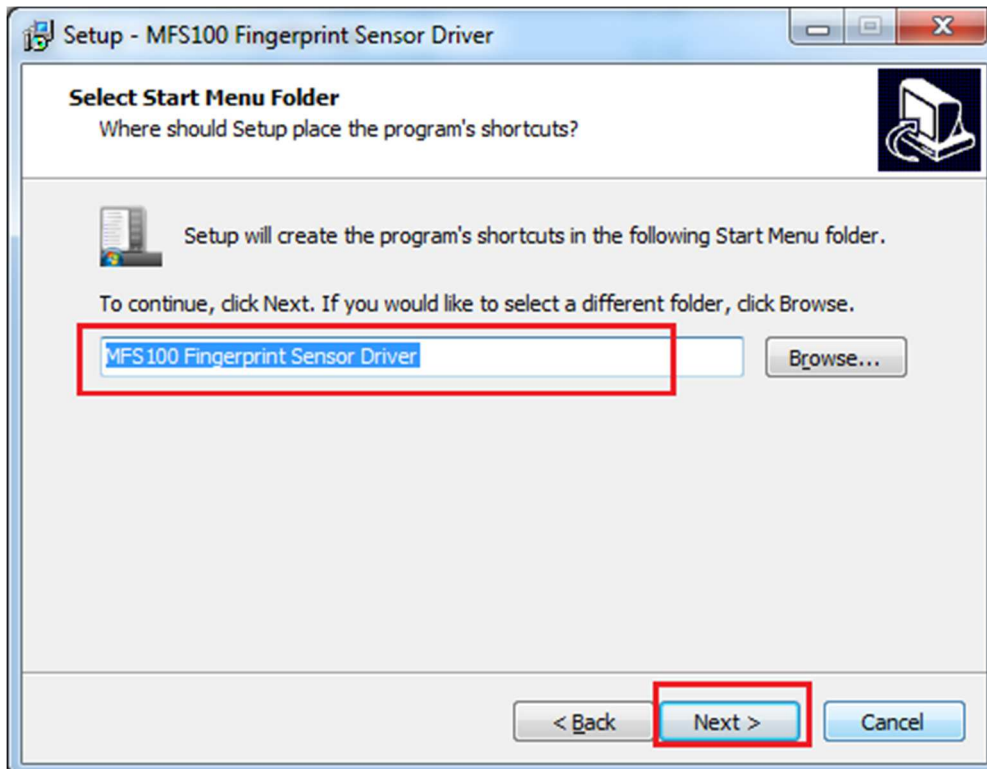 Setup - MFS100 Fingerprint Sensor Driver
Select Start Menu Folder
Where should Setup place the program's shortcuts?
Setup will create the program's shortcuts in the following Start Menu folder.
To continue, click Next. If you would like to select a different folder, click Browse.
MFS100 Fingerprint Sensor Driver
Browse...
< Back
Next >
Cancel